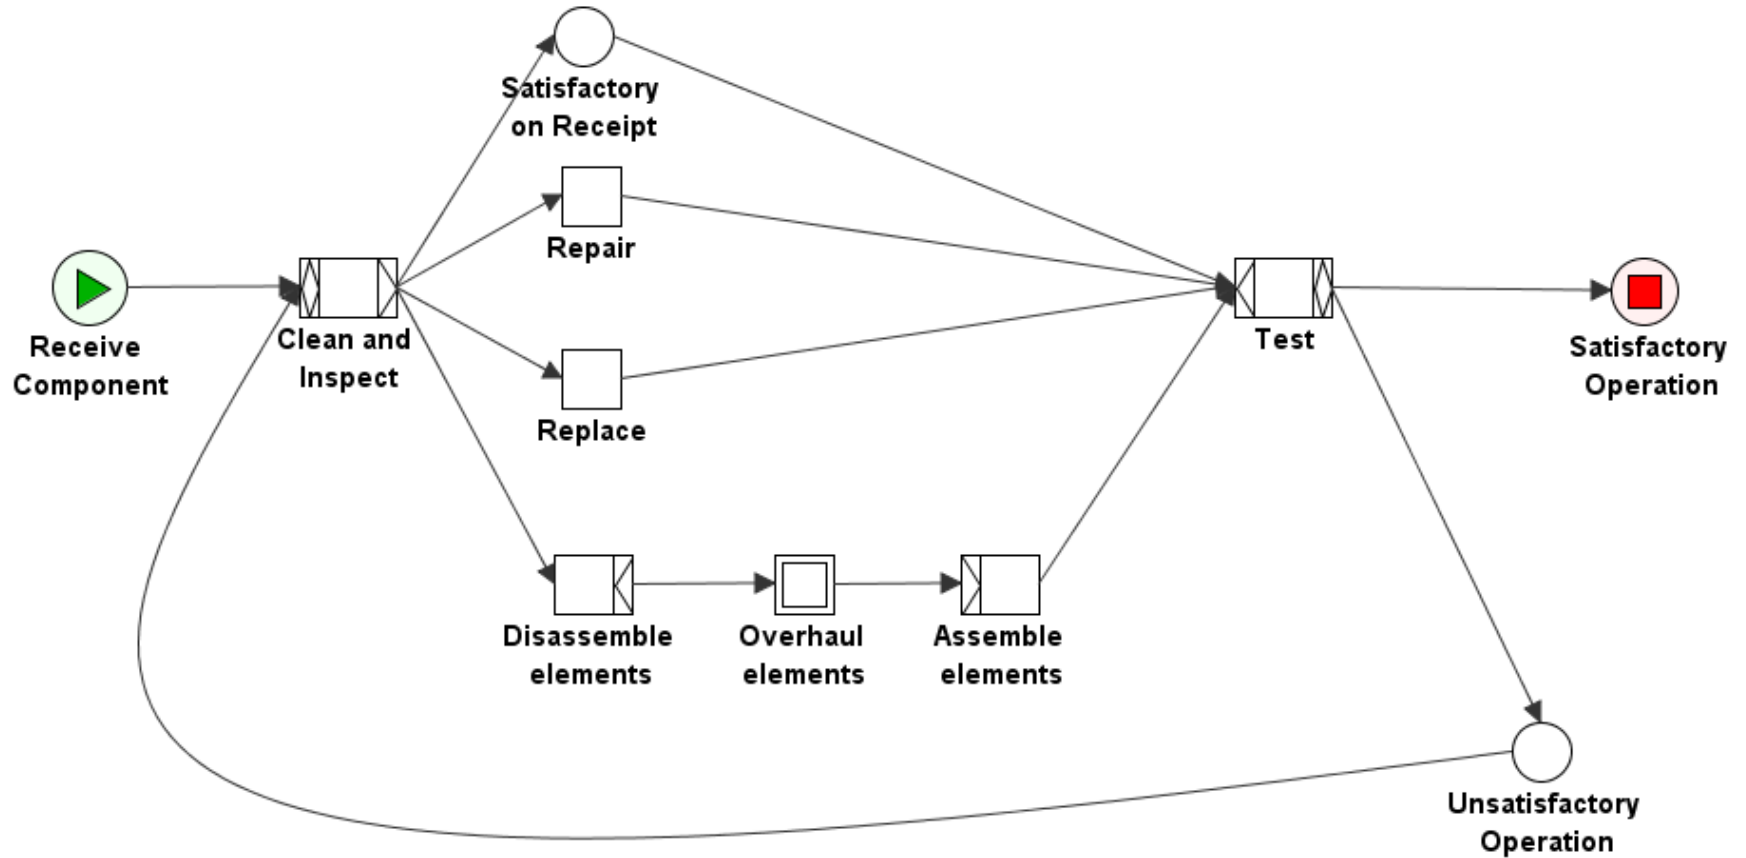 Satisfactory
on Receipt
Repair
Receive
Component
Clean and
Inspect
Test
Satisfactory
Operation
Replace
Disassemble
elements
Overhaul
elements
Assemble
elements
Unsatisfactory
Operation